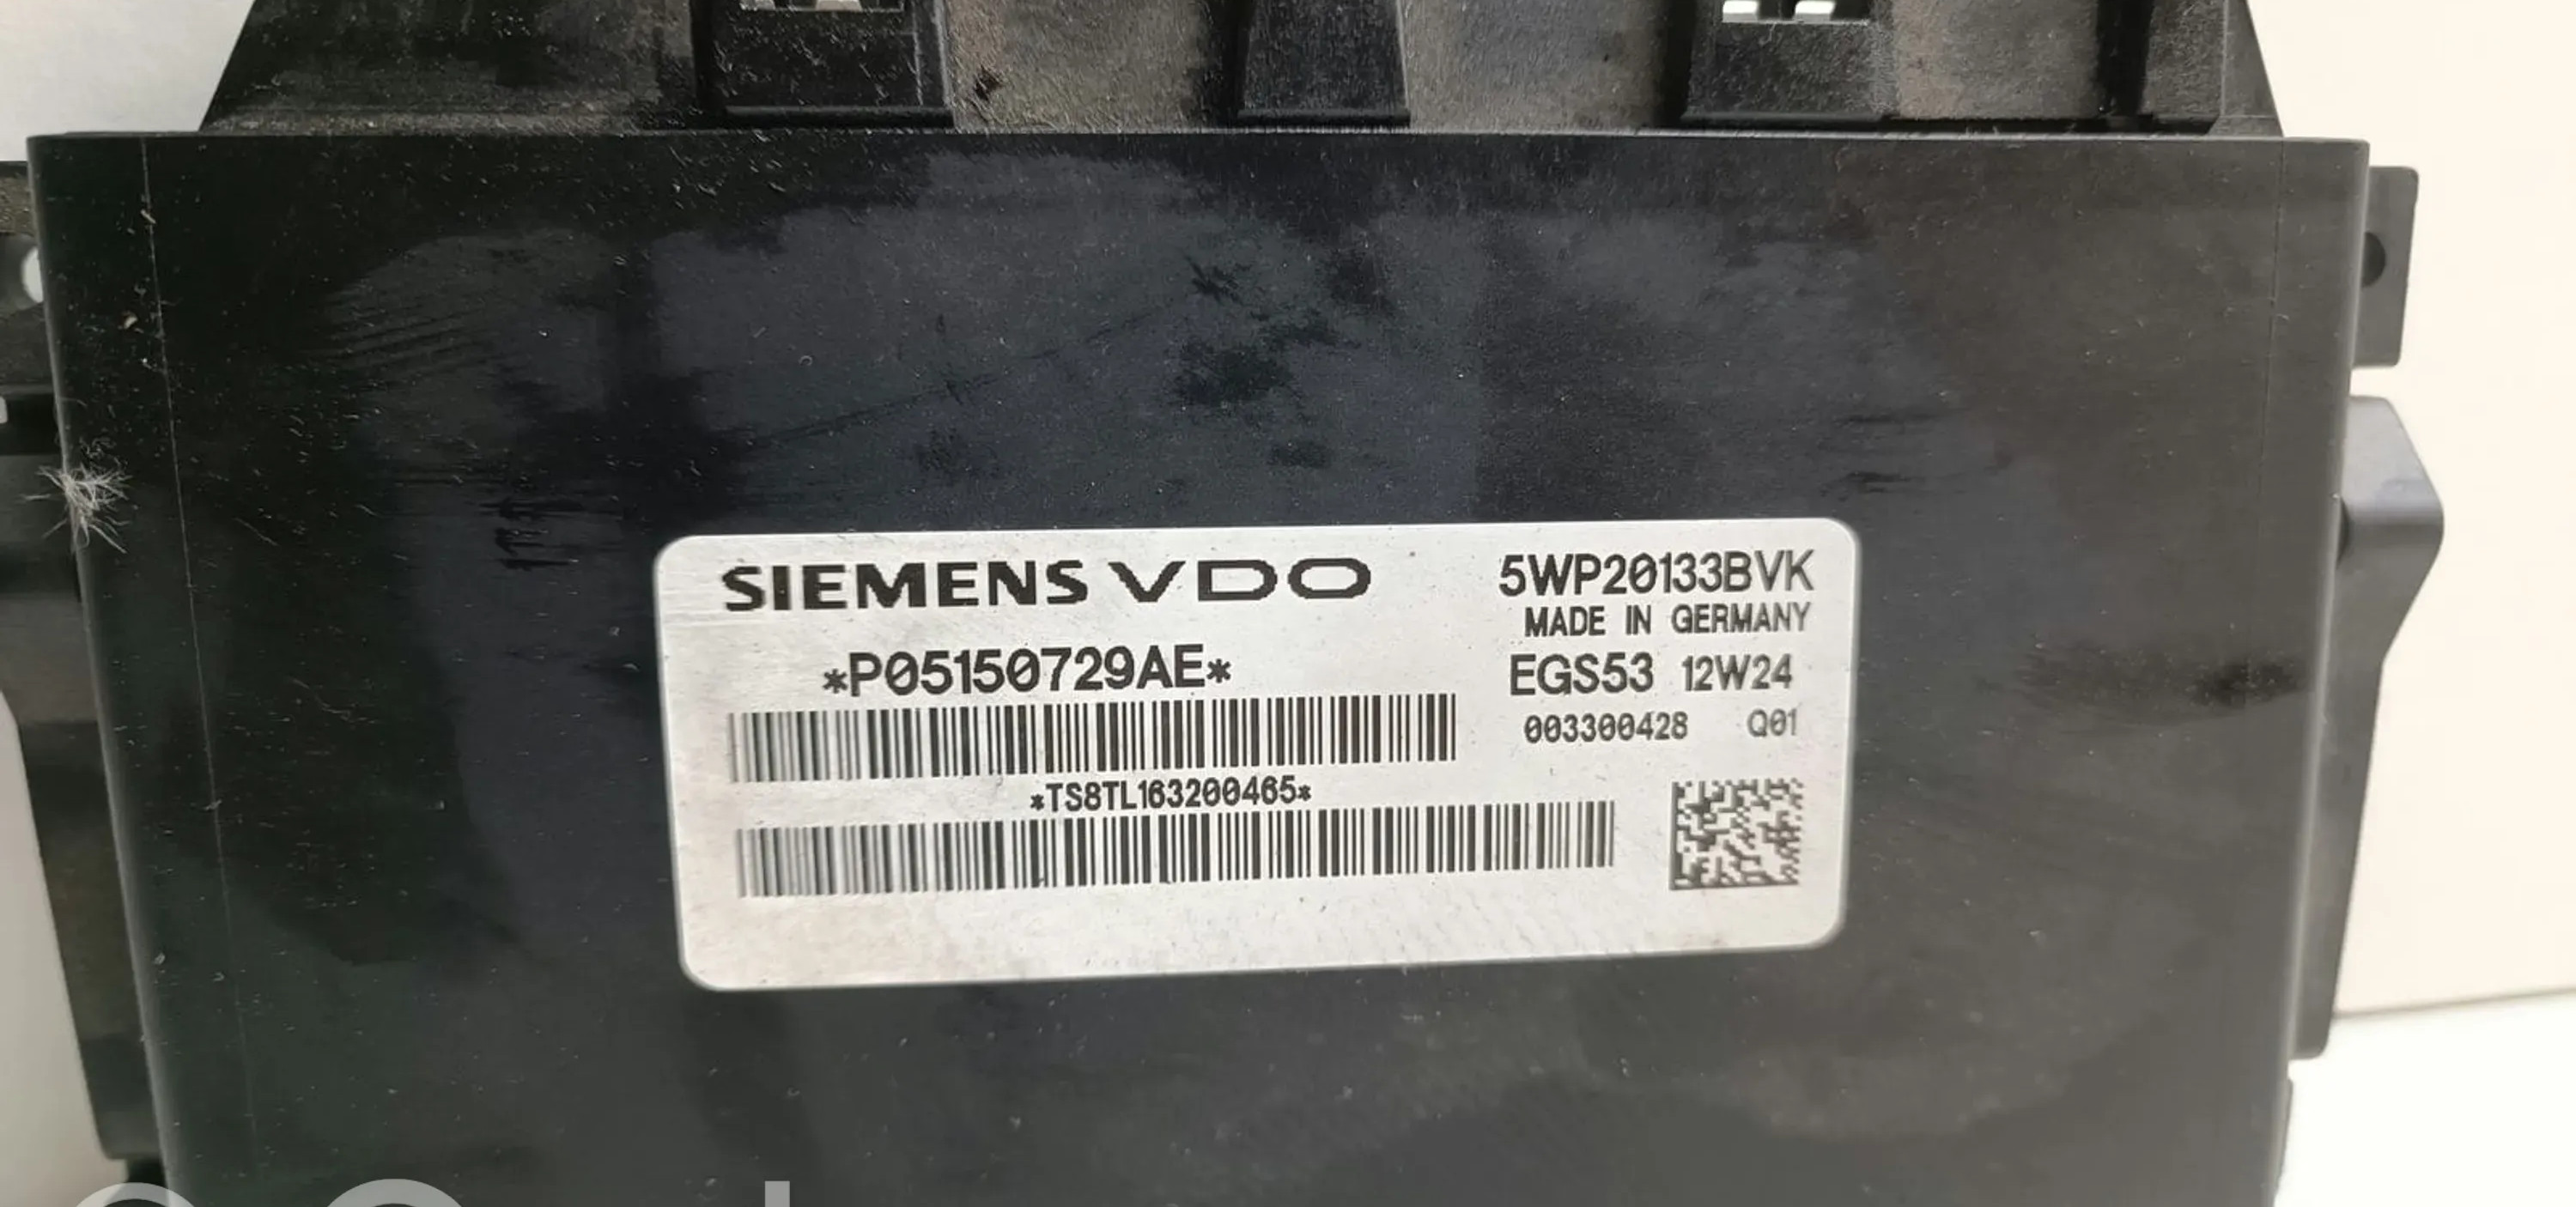 SIEMENS VDO
5WP20133BVK
MADE IN GERMANY
*P05150729AE*
EGS53 12W24
003300428 Q01
*TS8TL163200465*